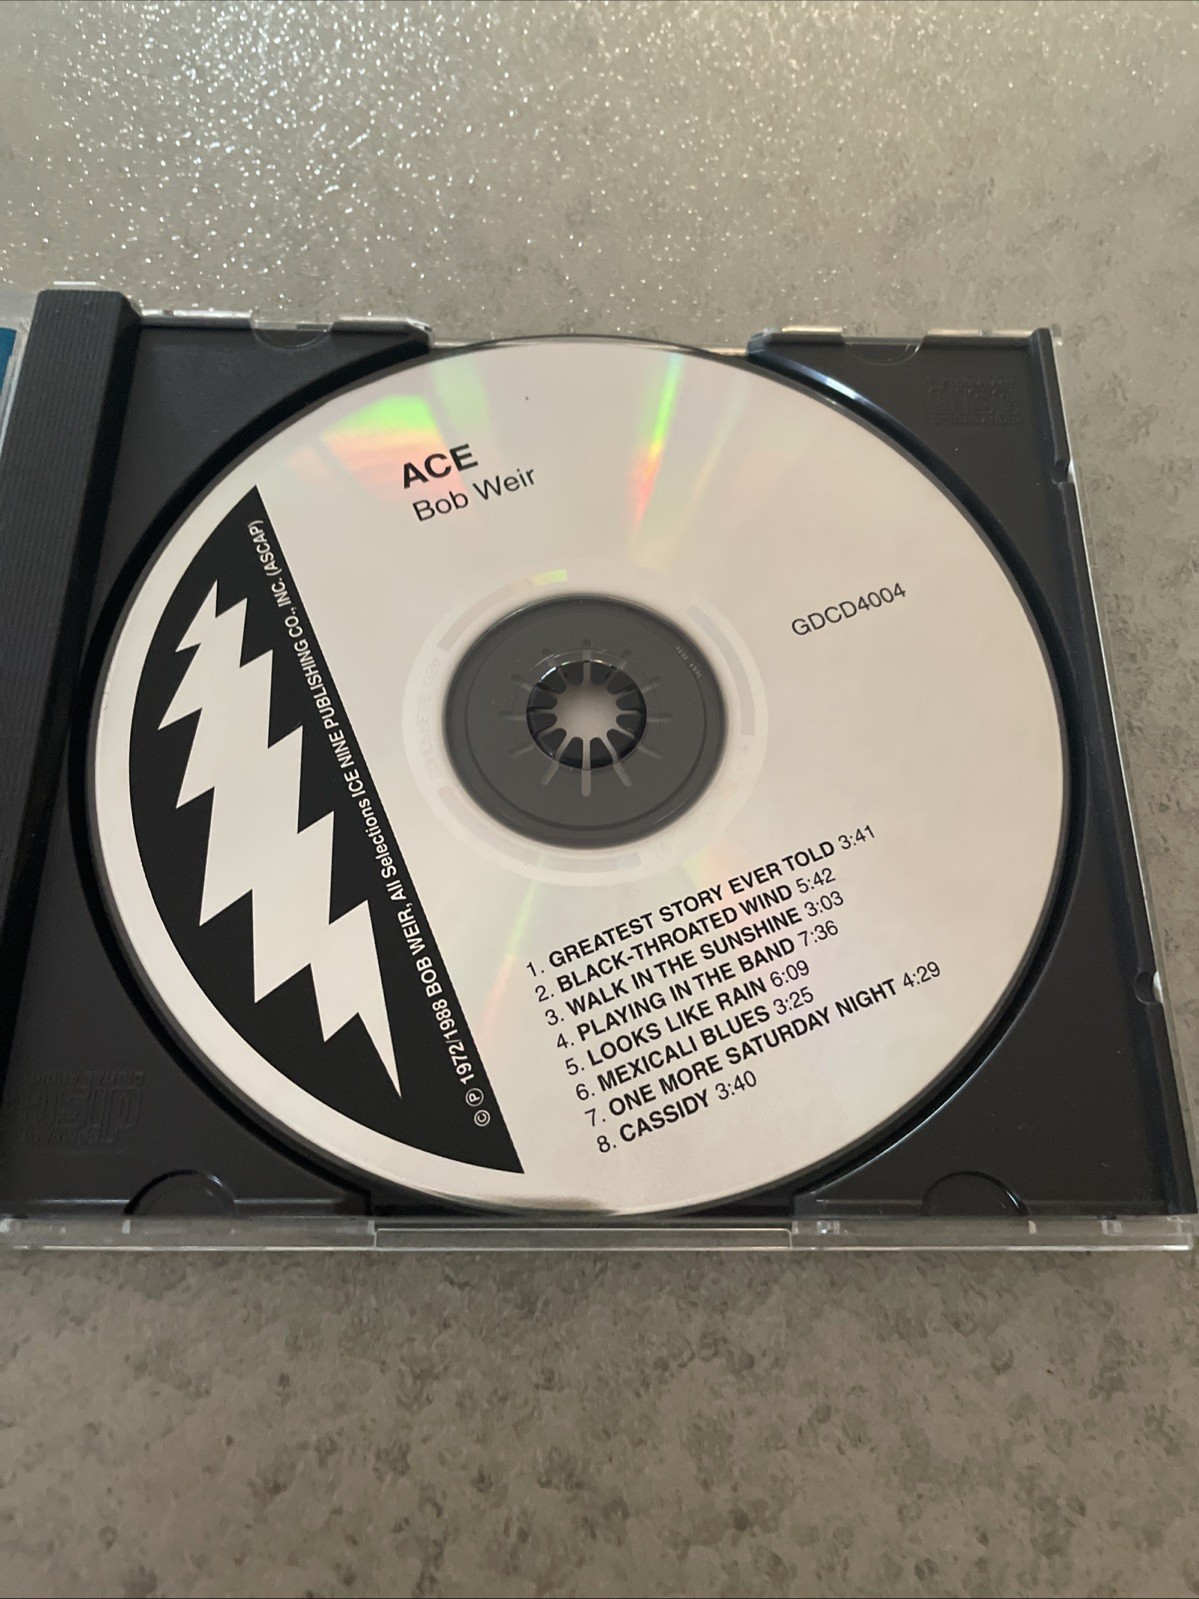 ACE
Bob Weir
GDCD4004
1. GREATEST STORY EVER TOLD 3:41
2. BLACK-THROATED WIND 5:42
3. WALK IN THE SUNSHINE 3:03
4. PLAYING IN THE BAND 7:36
5. LOOKS LIKE RAIN 6:09
6. MEXICALI BLUES 3:25
7. ONE MORE SATURDAY NIGHT 4:29
8. CASSIDY 3:40
© ℗ 1972/1988 BOB WEIR, All Selections ICE NINE PUBLISHING CO., INC. (ASCAP)